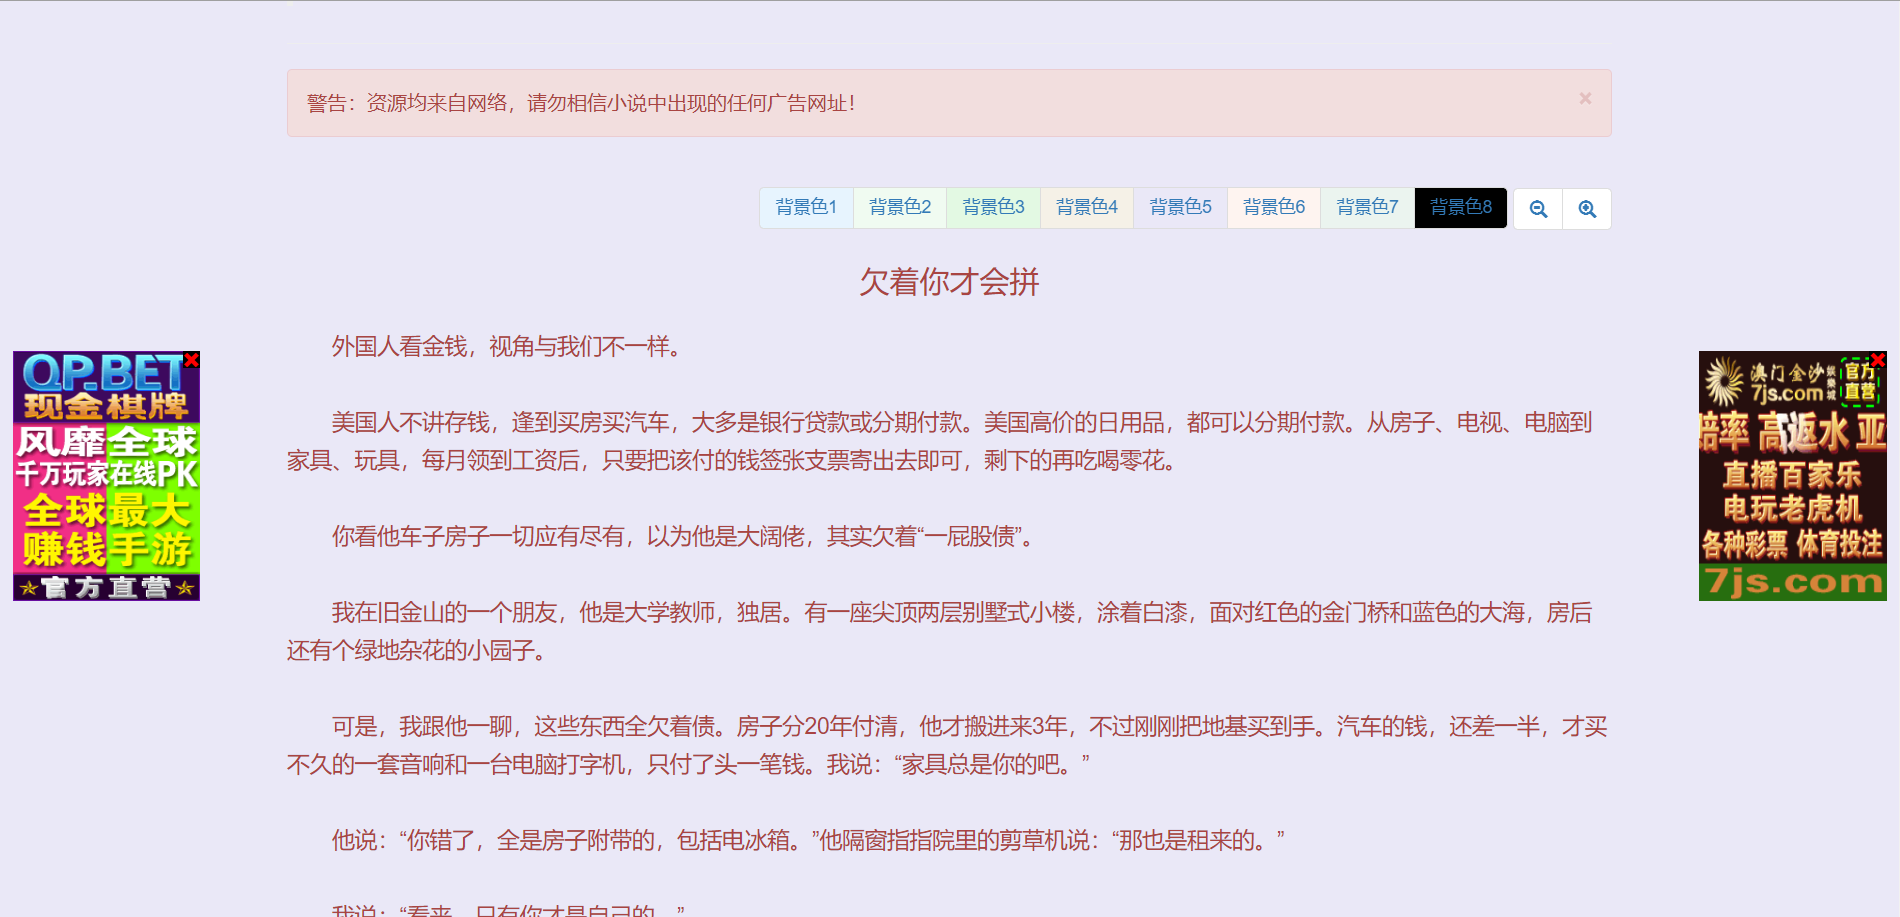 警告：资源均来自网络，请勿相信小说中出现的任何广告网址！
×
背景色1 背景色2 背景色3 背景色4 背景色5 背景色6 背景色7 背景色8
欠着你才会拼
外国人看金钱，视角与我们不一样。
美国人不讲存钱，逢到买房买汽车，大多是银行贷款或分期付款。美国高价的日用品，都可以分期付款。从房子、电视、电脑到
家具、玩具，每月领到工资后，只要把该付的钱签张支票寄出去即可，剩下的再吃喝零花。
你看他车子房子一切应有尽有，以为他是大阔佬，其实欠着“一屁股债”。
我在旧金山的一个朋友，他是大学教师，独居。有一座尖顶两层别墅式小楼，涂着白漆，面对红色的金门桥和蓝色的大海，房后
还有个绿地杂花的小园子。
可是，我跟他一聊，这些东西全欠着债。房子分20年付清，他才搬进来3年，不过刚刚把地基买到手。汽车的钱，还差一半，才买
不久的一套音响和一台电脑打字机，只付了头一笔钱。我说：“家具总是你的吧。”
他说：“你错了，全是房子附带的，包括电冰箱。”他隔窗指指院里的剪草机说：“那也是租来的。”
我说：“看来，只有你才是自己的。”
QP.BET
现金棋牌
风靡全球
千万玩家在线PK
全球最大
赚钱手游
官方直营
澳门金沙
娱乐城
7js.com
官方
直营
赔率 高返水 亚
直播百家乐
电玩老虎机
各种彩票 体育投注
7js.com